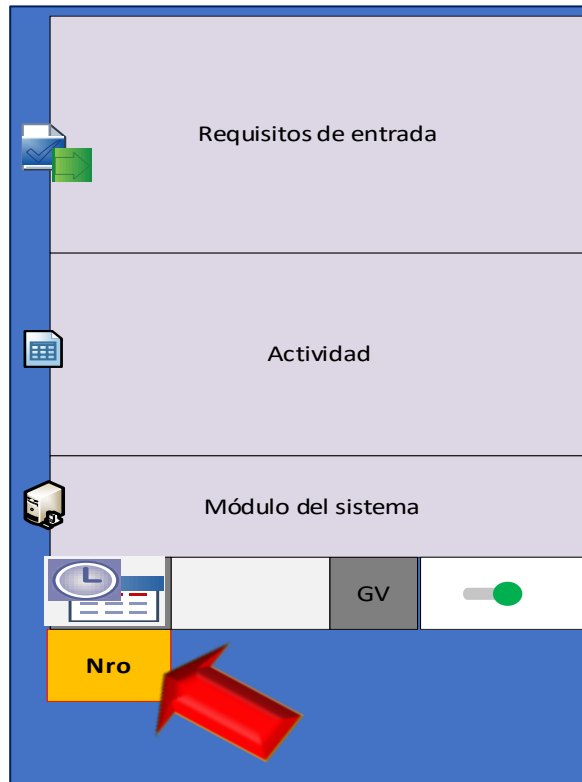 Requisitos de entrada
Actividad
Módulo del sistema
GV
Nro